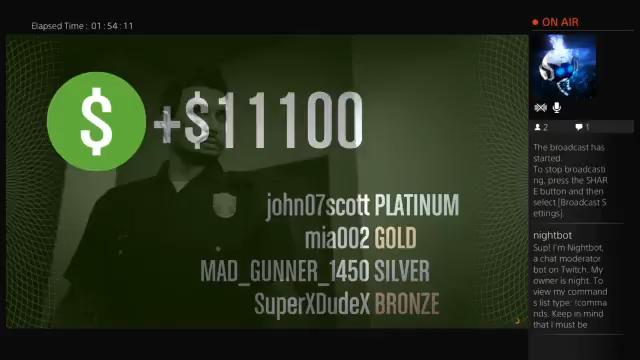 Elapsed Time : 01:54:11
ON AIR
$
+$11100
john07scott PLATINUM
mia002 GOLD
MAD_GUNNER_1450 SILVER
SuperXDudeX BRONZE
2
1
The broadcast has
started.
To stop broadcasti
ng, press the SHAR
E button and then
select [Broadcast S
ettings].
nightbot
Sup! I'm Nightbot,
a chat moderator
bot on Twitch. My
owner is night. To
view my command
s list type: !comma
nds. Keep in mind
that I must be